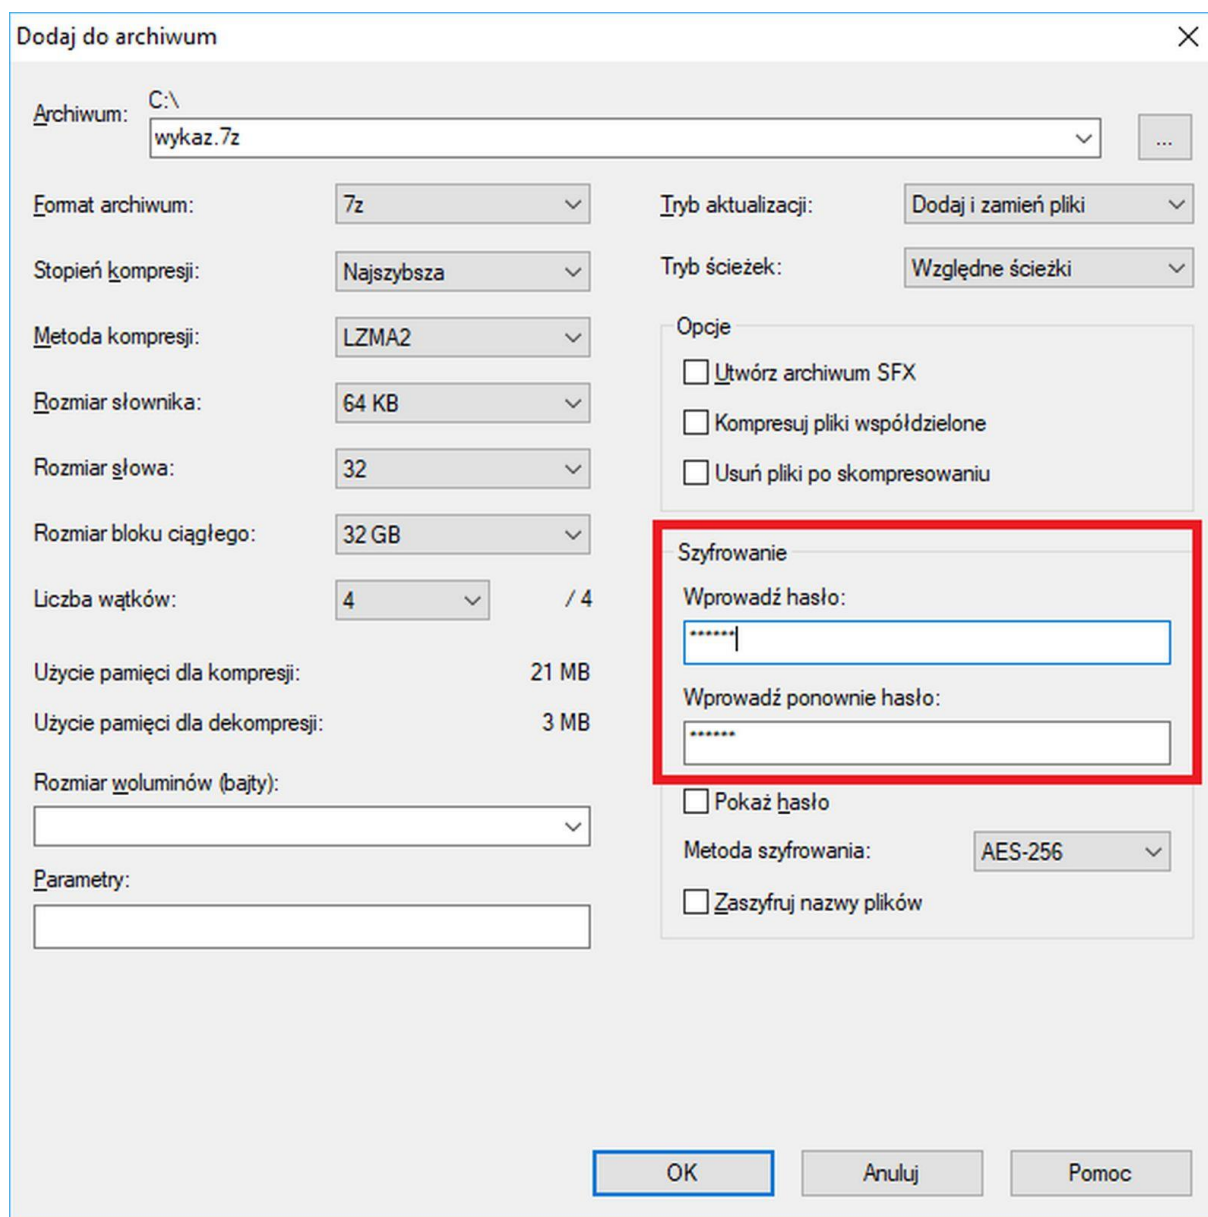 Dodaj do archiwum
Archiwum:
C:\
wykaz.7z
...
Format archiwum:
7z
Stopień kompresji:
Najszybsza
Metoda kompresji:
LZMA2
Rozmiar słownika:
64 KB
Rozmiar słowa:
32
Rozmiar bloku ciągłego:
32 GB
Liczba wątków:
4
/ 4
Użycie pamięci dla kompresji:
21 MB
Użycie pamięci dla dekompresji:
3 MB
Rozmiar woluminów (bajty):
Parametry:
Tryb aktualizacji:
Dodaj i zamień pliki
Tryb ścieżek:
Względne ścieżki
Opcje
Utwórz archiwum SFX
Kompresuj pliki współdzielone
Usuń pliki po skompresowaniu
Szyfrowanie
Wprowadź hasło:
******
Wprowadź ponownie hasło:
******
Pokaż hasło
Metoda szyfrowania:
AES-256
Zaszyfruj nazwy plików
OK
Anuluj
Pomoc